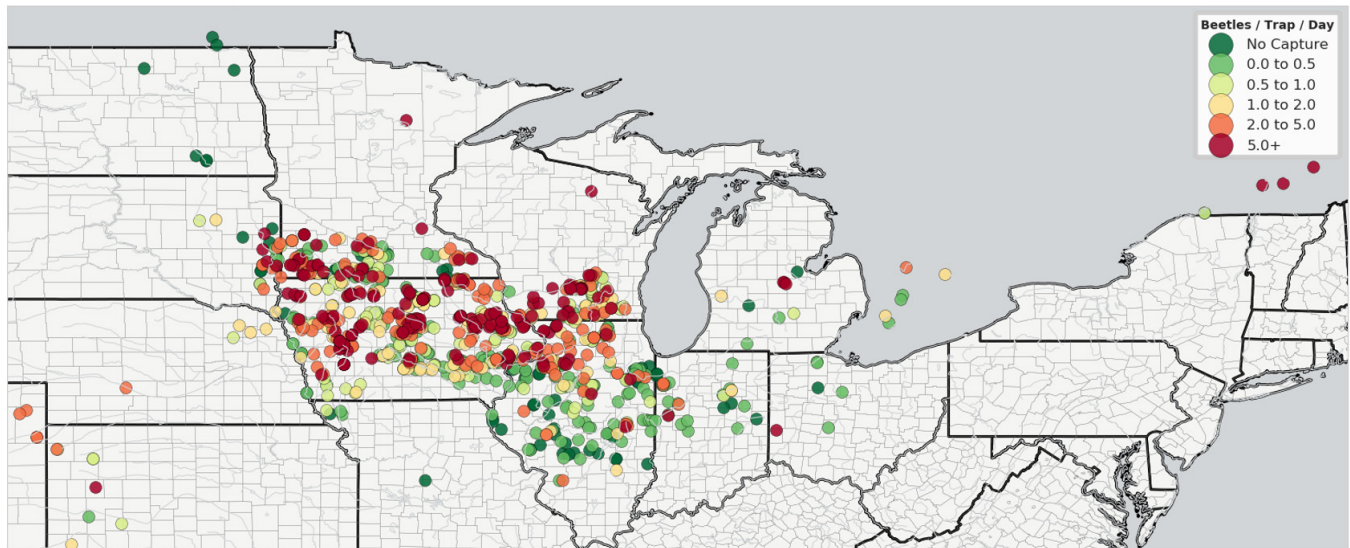 Beetles / Trap / Day
No Capture
0.0 to 0.5
0.5 to 1.0
1.0 to 2.0
2.0 to 5.0
5.0+